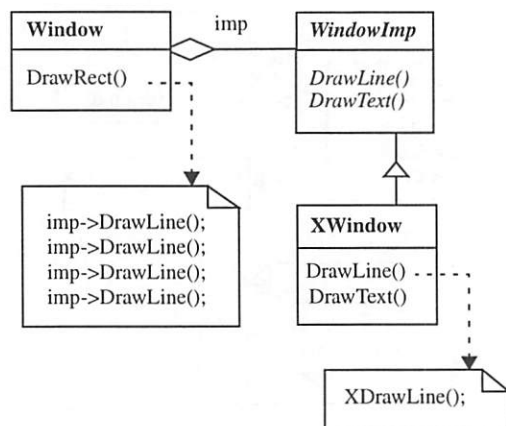 Window
imp
WindowImp
DrawRect()
DrawLine()
DrawText()
imp->DrawLine();
imp->DrawLine();
imp->DrawLine();
imp->DrawLine();
XWindow
DrawLine()
DrawText()
XDrawLine();